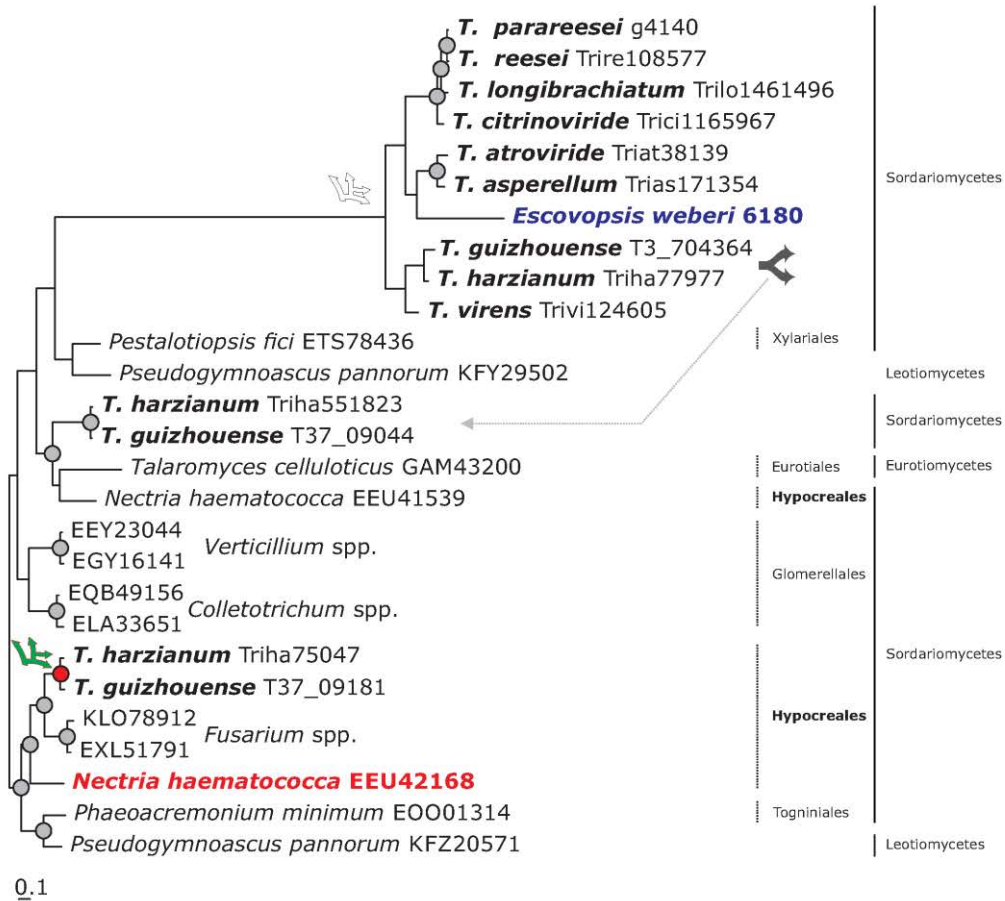 T. parareesei g4140
T. reesei Trire108577
T. longibrachiatum Trilo1461496
T. citrinoviride Trici1165967
T. atroviride Triat38139
T. asperellum Trias171354
Sordariomycetes
Escovopsis weberi 6180
T. guizhouense T3_704364
T. harzianum Triha77977
T. virens Trivi124605
Pestalotiopsis fici ETS78436
Xylariales
Pseudogymnoascus pannorum KFY29502
Leotiomycetes
T. harzianum Triha551823
Sordariomycetes
T. guizhouense T37_09044
Talaromyces celluloticus GAM43200
Eurotiales
Eurotiomycetes
Nectria haematococca EEU41539
Hypocreales
EEY23044
Verticillium spp.
EGY16141
Glomerellales
EQB49156
Colletotrichum spp.
ELA33651
T. harzianum Triha75047
Sordariomycetes
T. guizhouense T37_09181
KLO78912
Fusarium spp.
Hypocreales
EXL51791
Nectria haematococca EEU42168
Phaeoacremonium minimum EOO01314
Togniniales
Pseudogymnoascus pannorum KFZ20571
Leotiomycetes
0.1